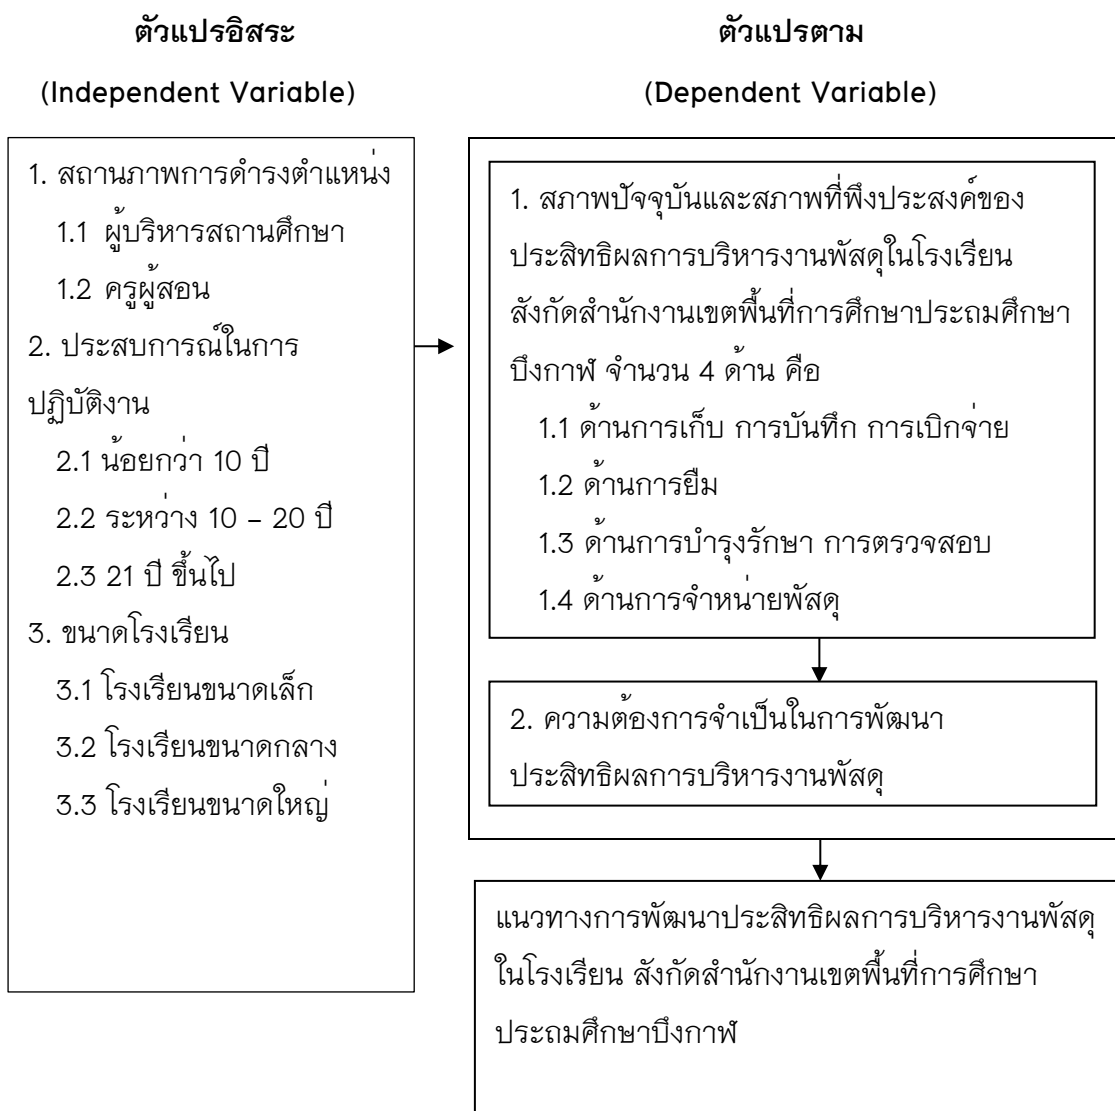 ตัวแปรอิสระ
(Independent Variable)
1. สถานภาพการดำรงตำแหน่ง
1.1 ผู้บริหารสถานศึกษา
1.2 ครูผู้สอน
2. ประสบการณ์ในการ
ปฏิบัติงาน
2.1 น้อยกว่า 10 ปี
2.2 ระหว่าง 10 – 20 ปี
2.3 21 ปี ขึ้นไป
3. ขนาดโรงเรียน
3.1 โรงเรียนขนาดเล็ก
3.2 โรงเรียนขนาดกลาง
3.3 โรงเรียนขนาดใหญ่
ตัวแปรตาม
(Dependent Variable)
1. สภาพปัจจุบันและสภาพที่พึงประสงค์ของ
ประสิทธิผลการบริหารงานพัสดุในโรงเรียน
สังกัดสำนักงานเขตพื้นที่การศึกษาประถมศึกษา
บึงกาฬ จำนวน 4 ด้าน คือ
1.1 ด้านการเก็บ การบันทึก การเบิกจ่าย
1.2 ด้านการยืม
1.3 ด้านการบำรุงรักษา การตรวจสอบ
1.4 ด้านการจำหน่ายพัสดุ
2. ความต้องการจำเป็นในการพัฒนา
ประสิทธิผลการบริหารงานพัสดุ
แนวทางการพัฒนาประสิทธิผลการบริหารงานพัสดุ
ในโรงเรียน สังกัดสำนักงานเขตพื้นที่การศึกษา
ประถมศึกษาบึงกาฬ